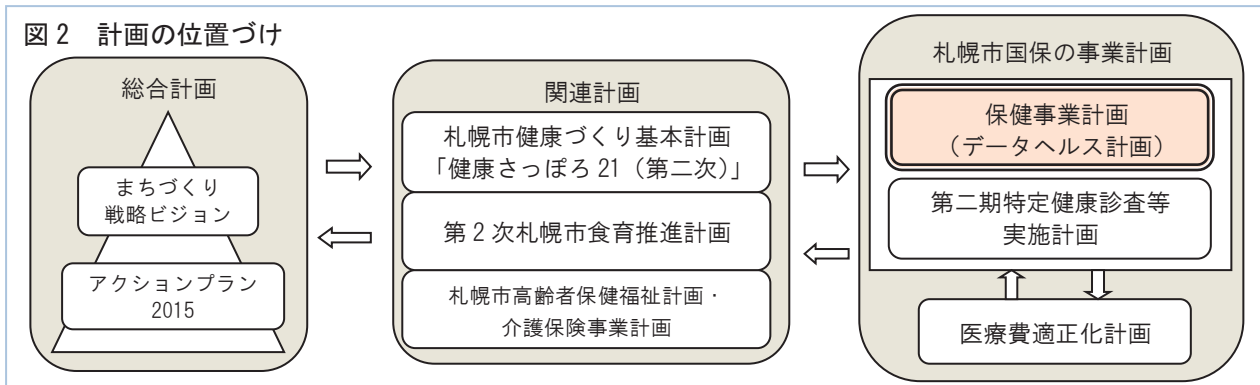 図2 計画の位置づけ
総合計画
まちづくり
戦略ビジョン
アクションプラン
2015
関連計画
札幌市健康づくり基本計画
「健康さっぽろ21（第二次）」
第2次札幌市食育推進計画
札幌市高齢者保健福祉計画・
介護保険事業計画
札幌市国保の事業計画
保健事業計画
（データヘルス計画）
第二期特定健康診査等
実施計画
医療費適正化計画